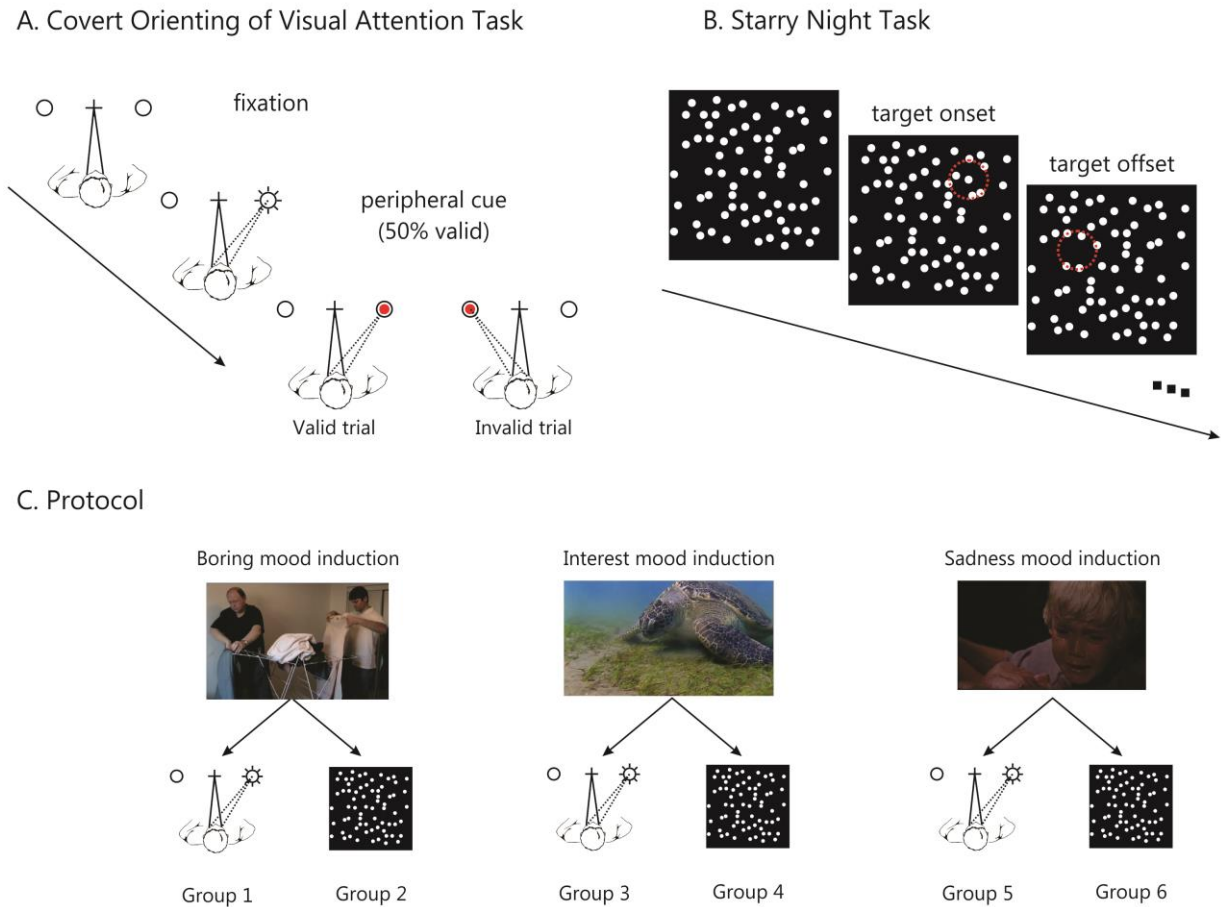 A. Covert Orienting of Visual Attention Task
fixation
peripheral cue
(50% valid)
Valid trial
Invalid trial
B. Starry Night Task
target onset
target offset
C. Protocol
Boring mood induction
Interest mood induction
Sadness mood induction
Group 1
Group 2
Group 3
Group 4
Group 5
Group 6